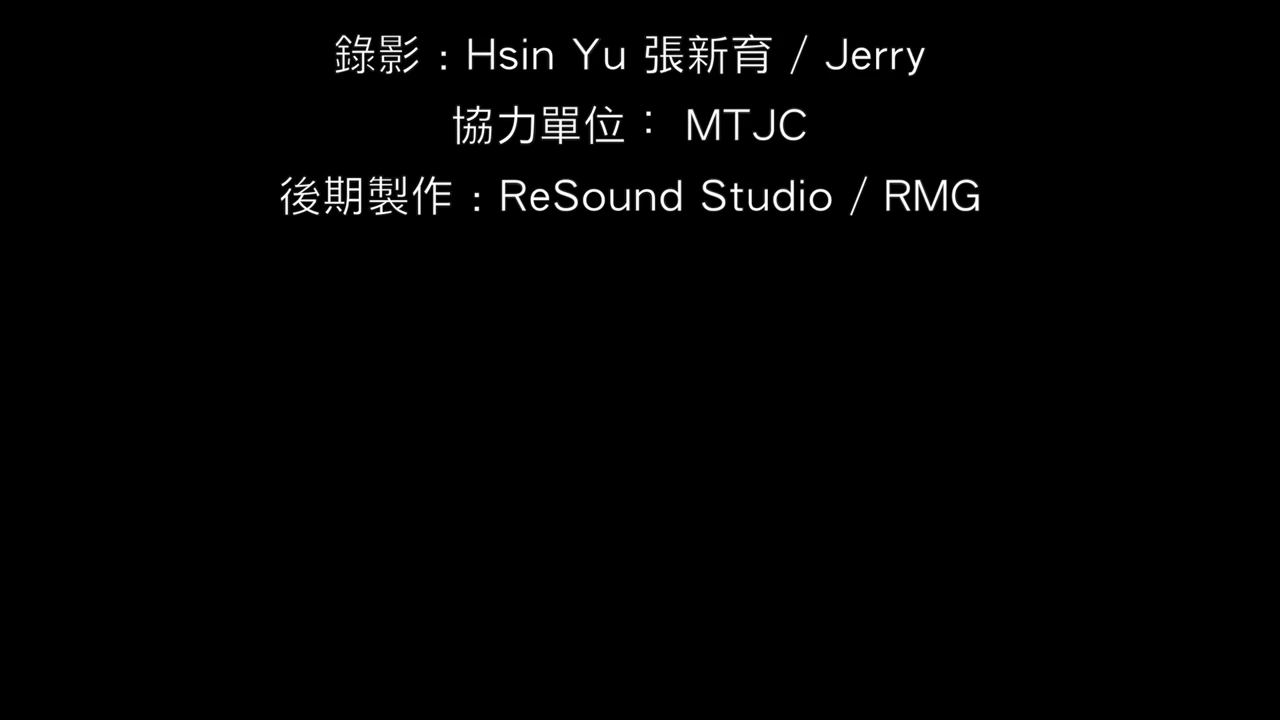 錄影 : Hsin Yu 張新育 / Jerry
協力單位： MTJC
後期製作 : ReSound Studio / RMG